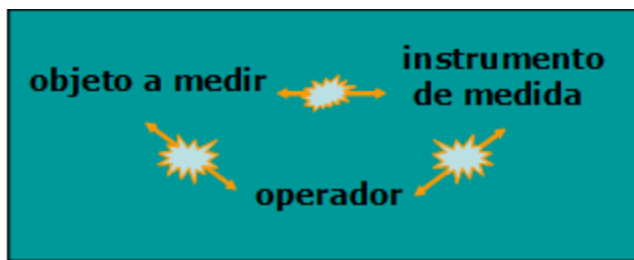 objeto a medir
instrumento
de medida
operador